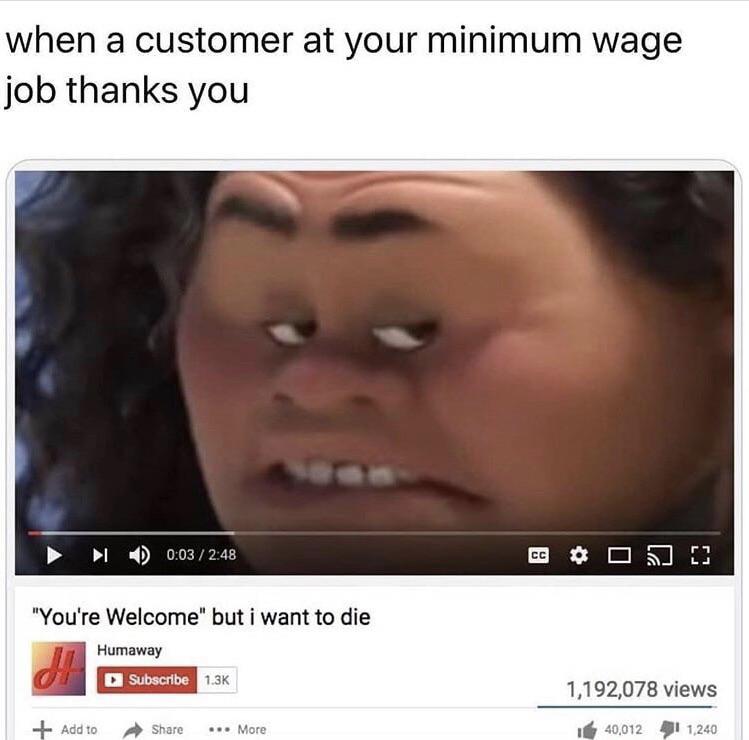 when a customer at your minimum wage
job thanks you
0:03 / 2:48
CC
"You're Welcome" but i want to die
H
Humaway
Subscribe 1.3K
1,192,078 views
Add to Share More
40,012 1,240